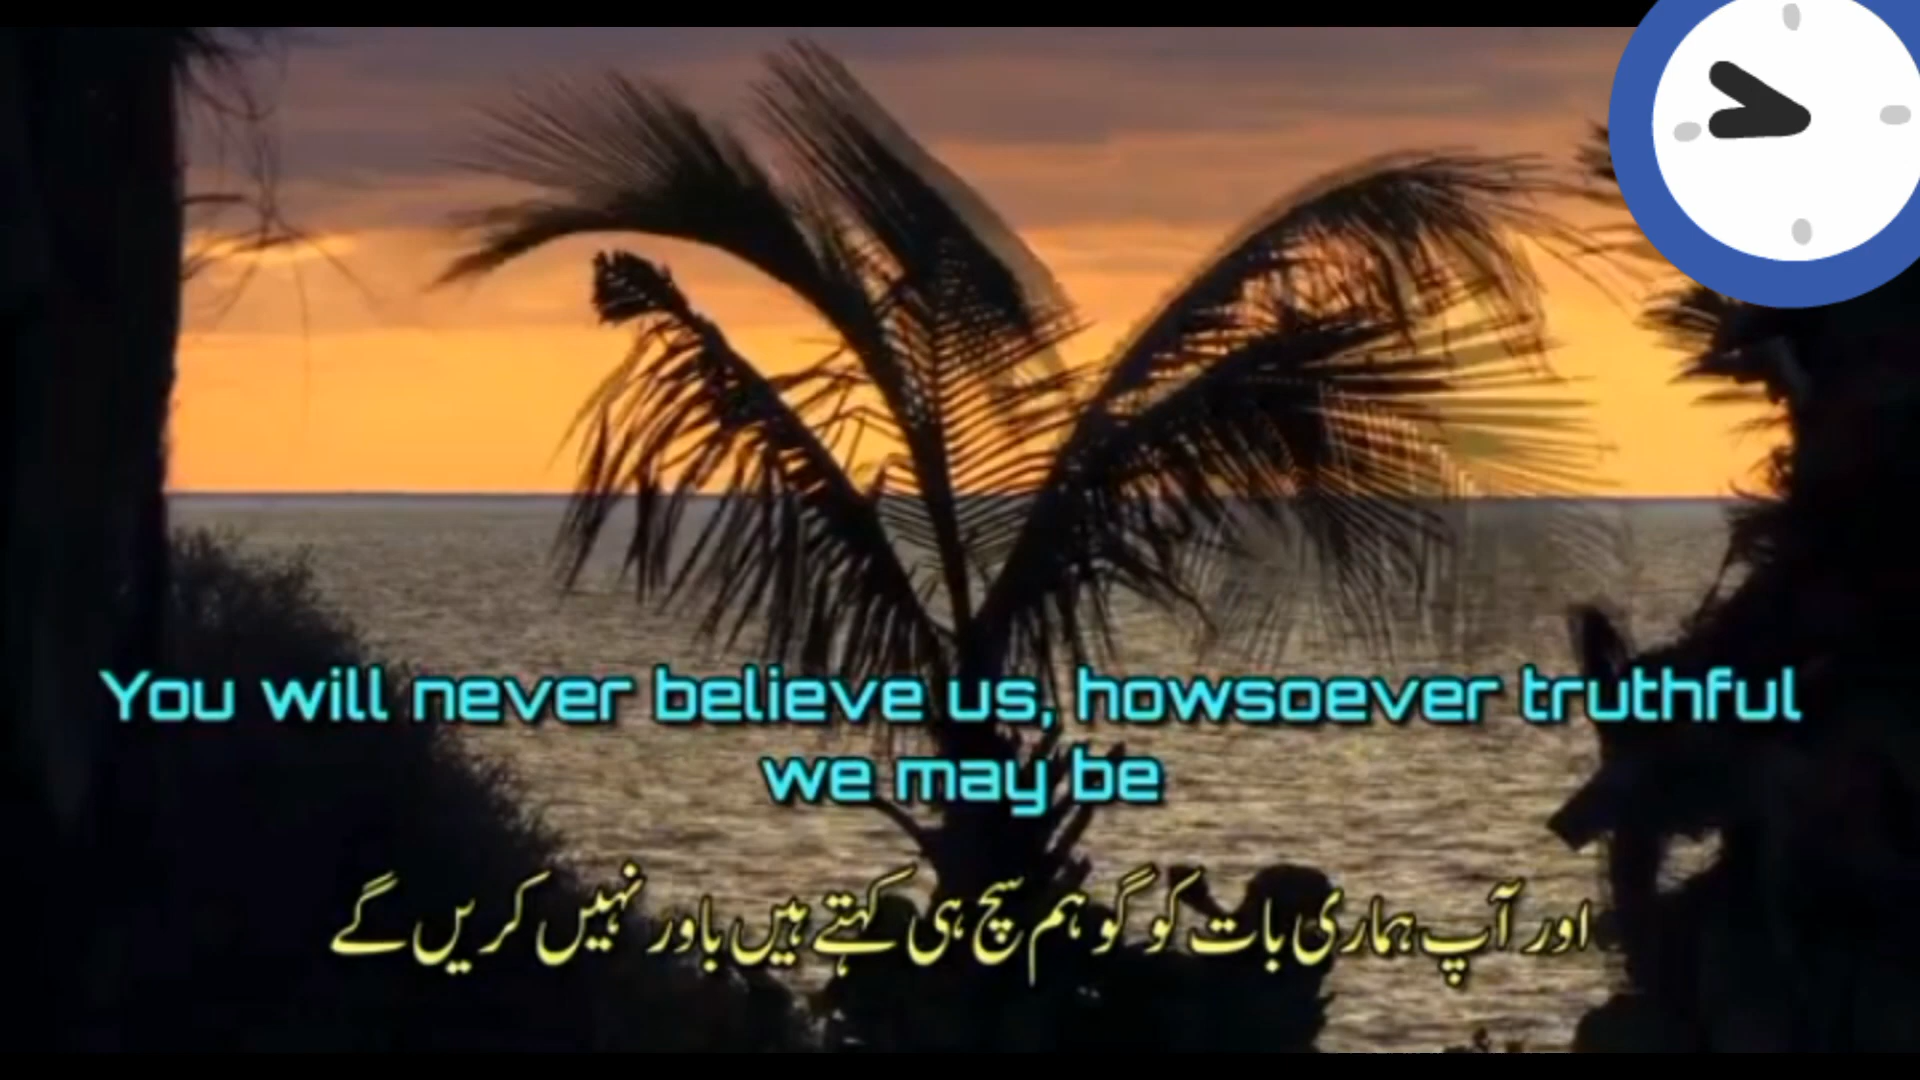 You will never believe us, howsoever truthful
we may be
اور آپ ہماری بات کو گو ہم سچ ہی کہتے ہیں باور نہیں کریں گے